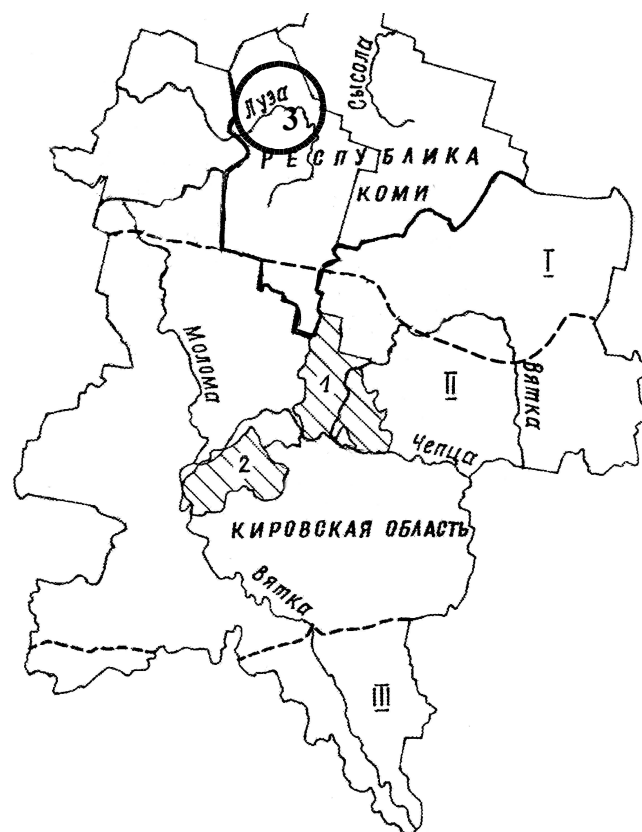 Луза
3
Сысола
РЕСПУБЛИКА
КОМИ
I
Молома
1
II
Вятка
Чепца
2
КИРОВСКАЯ ОБЛАСТЬ
Вятка
III